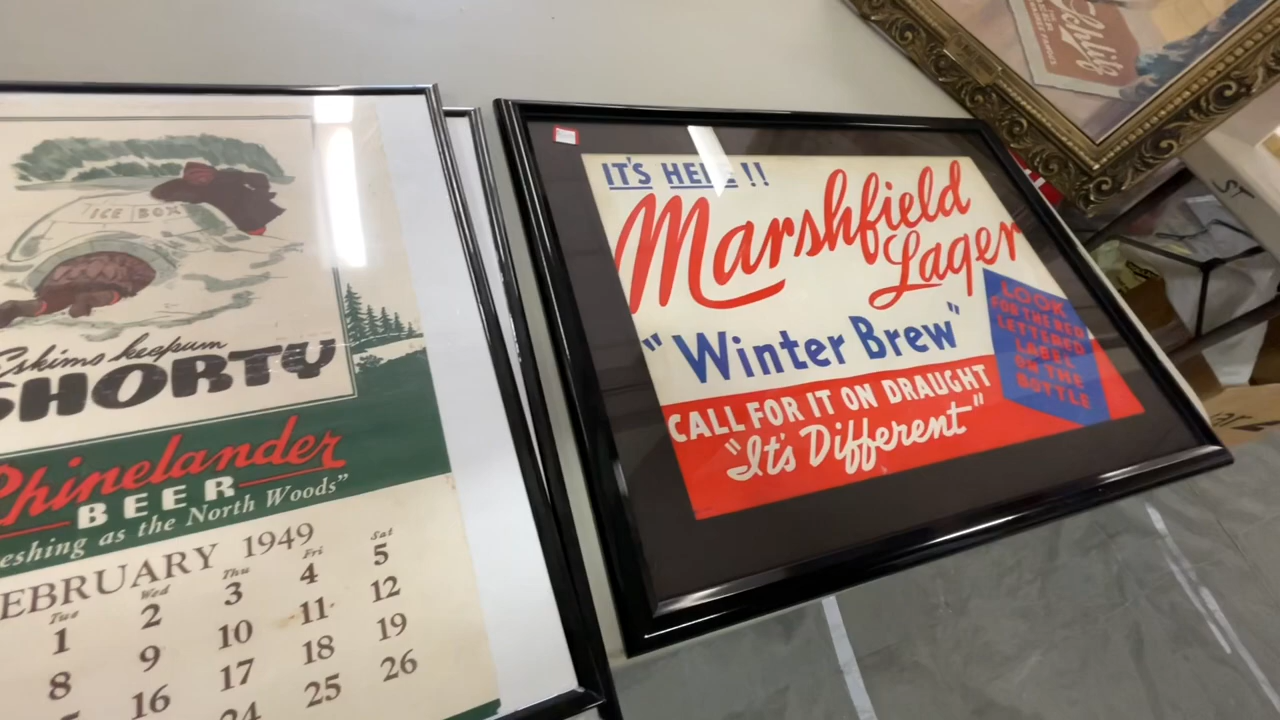 ICE BOX
Eskimo keepum
SHORTY
Rhinelander
BEER
eshing as the North Woods"
EBRUARY 1949
Tue Wed Thu Fri Sat
1 2 3 4 5
8 9 10 11 12
16 17 18 19
24 25 26
IT'S HERE!!
Marshfield
Lager
"Winter Brew"
CALL FOR IT ON DRAUGHT
"It's Different"
LOOK
FOR THE RED
LETTERED
LABEL
ON THE
BOTTLE
Schlitz
ST